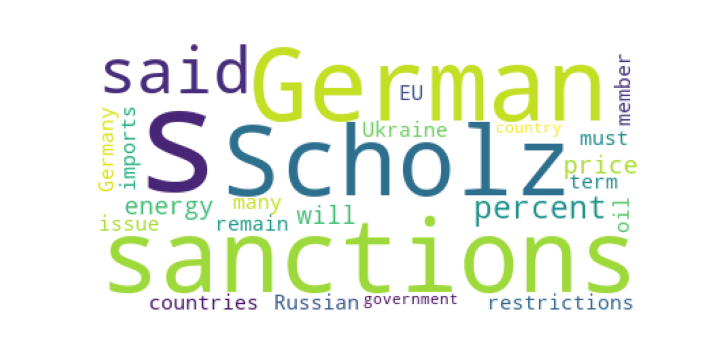 said German member
EU
s Scholz
Germany imports Ukraine country must
price
term
energy many will percent oil
issue remain
sanctions
countries Russian government restrictions